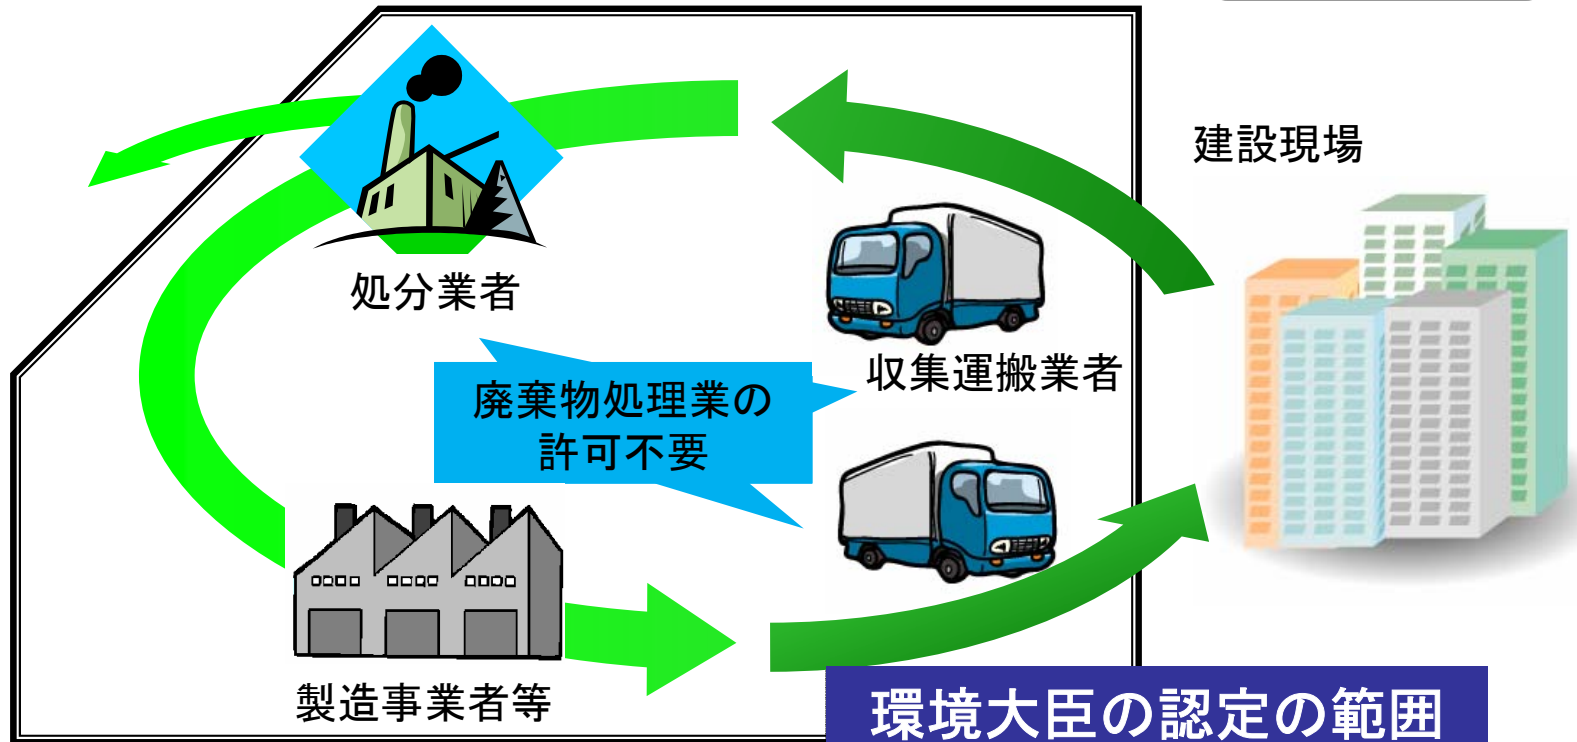 建設現場
処分業者
収集運搬業者
廃棄物処理業の
許可不要
製造事業者等
環境大臣の認定の範囲